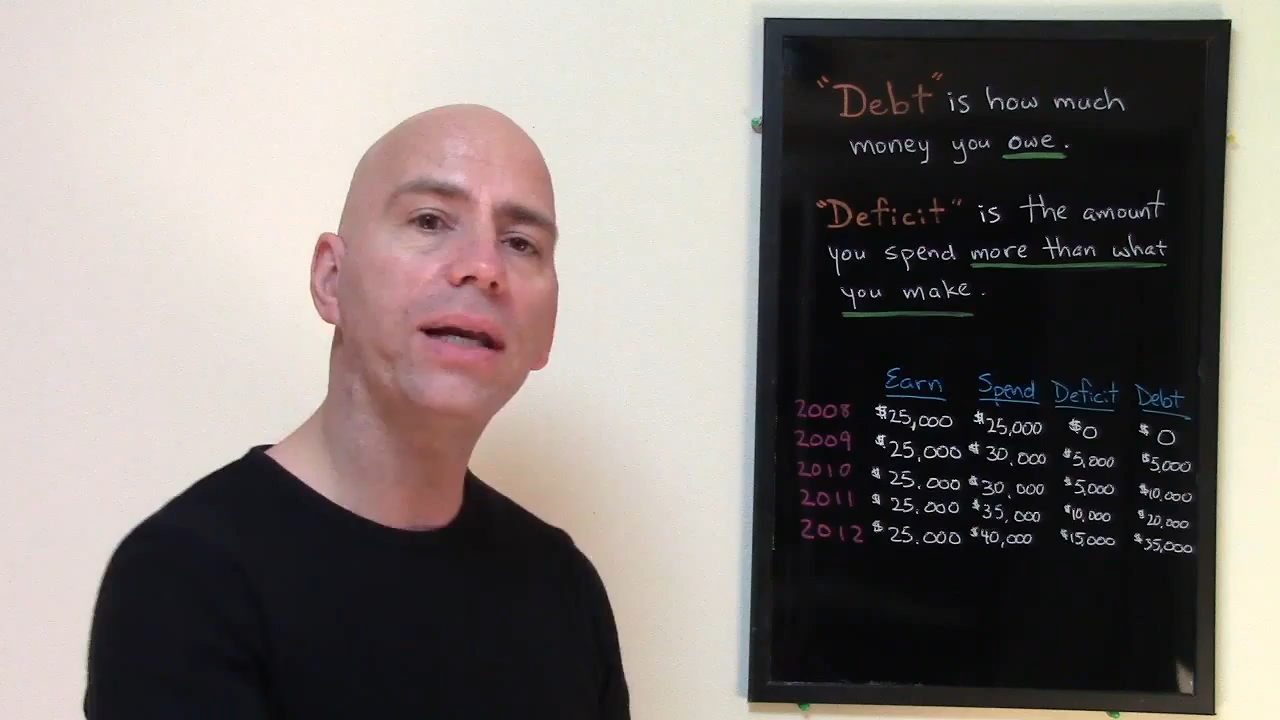 "Debt" is how much
money you owe.
"Deficit" is the amount
you spend more than what
you make.
Earn Spend Deficit Debt
2008 $25,000 $25,000 $0 $0
2009 $25,000 $30,000 $5,000 $5,000
2010 $25.000 $30,000 $5,000 $10,000
2011 $25.000 $35,000 $10,000 $20,000
2012 $25.000 $40,000 $15,000 $35,000